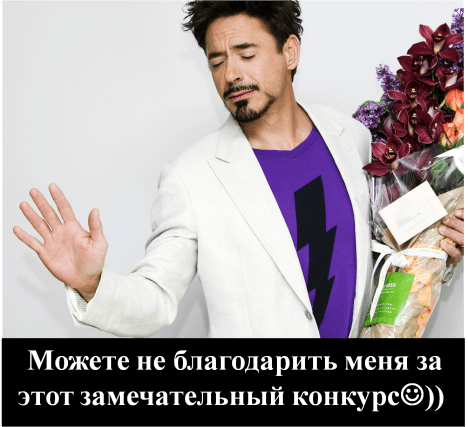 Можете не благодарить меня за
этот замечательный конкурс☺))